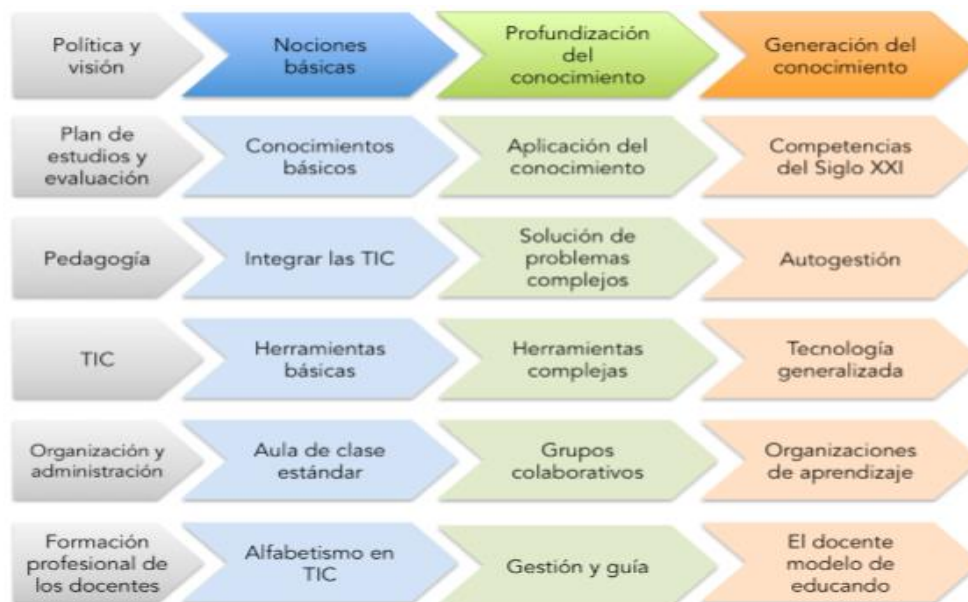 Política y
visión
Nociones
básicas
Profundización
del
conocimiento
Generación del
conocimiento
Plan de
estudios y
evaluación
Conocimientos
básicos
Aplicación del
conocimiento
Competencias
del Siglo XXI
Pedagogía
Integrar las TIC
Solución de
problemas
complejos
Autogestión
TIC
Herramientas
básicas
Herramientas
complejas
Tecnología
generalizada
Organización y
administración
Aula de clase
estándar
Grupos
colaborativos
Organizaciones
de aprendizaje
Formación
profesional de
los docentes
Alfabetismo en
TIC
Gestión y guía
El docente
modelo de
educando